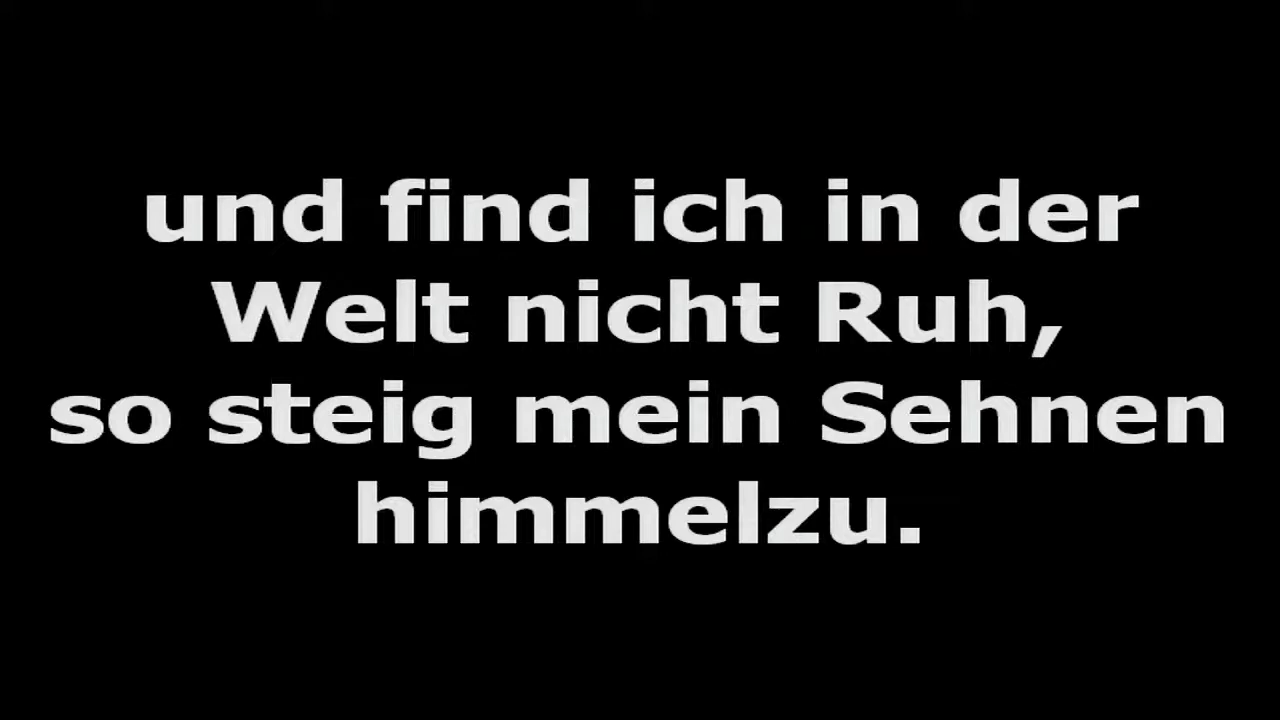 und find ich in der
Welt nicht Ruh,
so steig mein Sehnen
himmelzu.